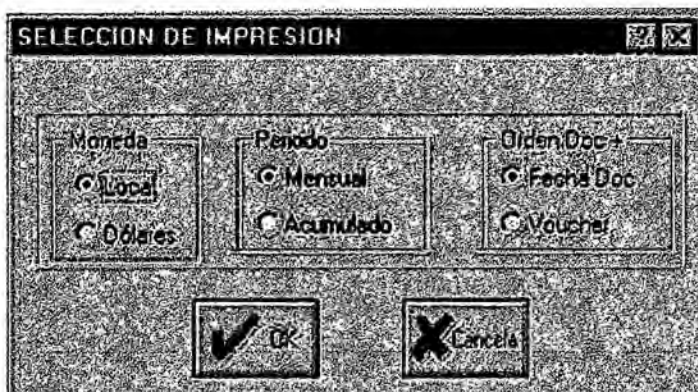 SELECCION DE IMPRESION
Moneda
Local
Dólares
Periodo
Mensual
Acumulado
Orden Doc +
Fecha Doc
Voucher
OK
Cancela